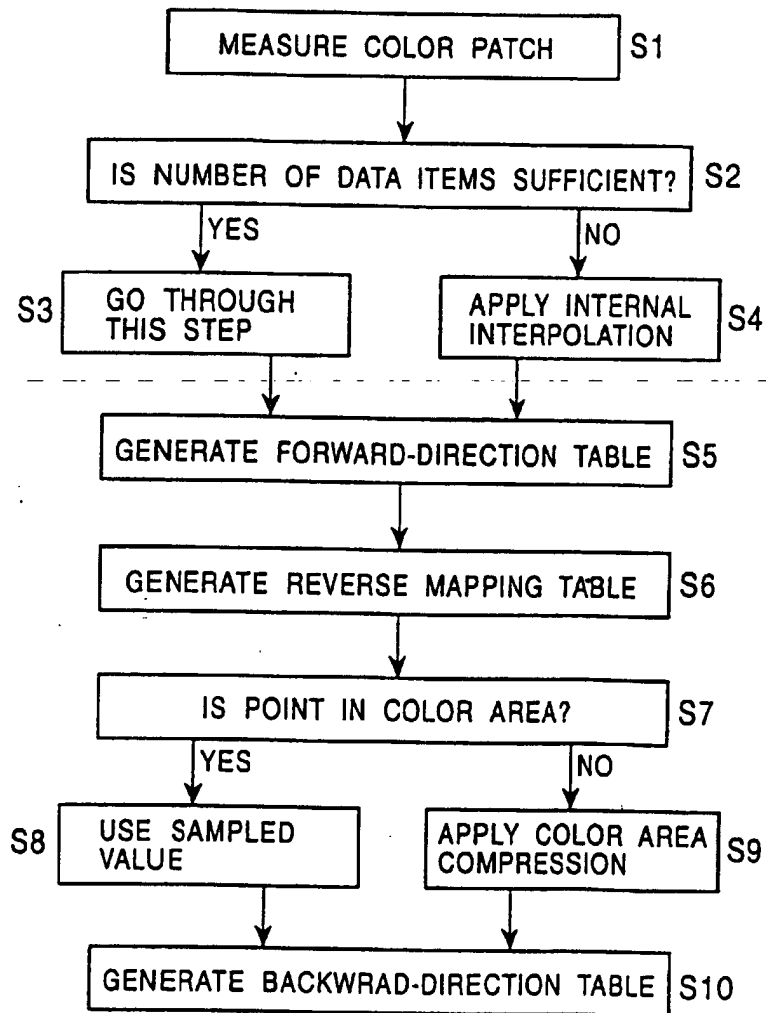 MEASURE COLOR PATCH S1
IS NUMBER OF DATA ITEMS SUFFICIENT? S2
YES NO
S3 GO THROUGH
THIS STEP
APPLY INTERNAL
INTERPOLATION S4
GENERATE FORWARD-DIRECTION TABLE S5
GENERATE REVERSE MAPPING TABLE S6
IS POINT IN COLOR AREA? S7
YES NO
S8 USE SAMPLED
VALUE
APPLY COLOR AREA
COMPRESSION S9
GENERATE BACKWRAD-DIRECTION TABLE S10